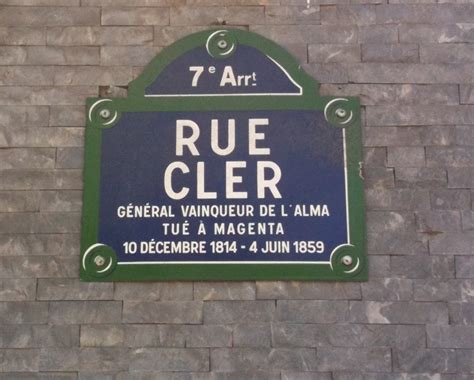 7e Arrt
RUE
CLER
GÉNÉRAL VAINQUEUR DE L'ALMA
TUÉ À MAGENTA
10 DÉCEMBRE 1814 - 4 JUIN 1859